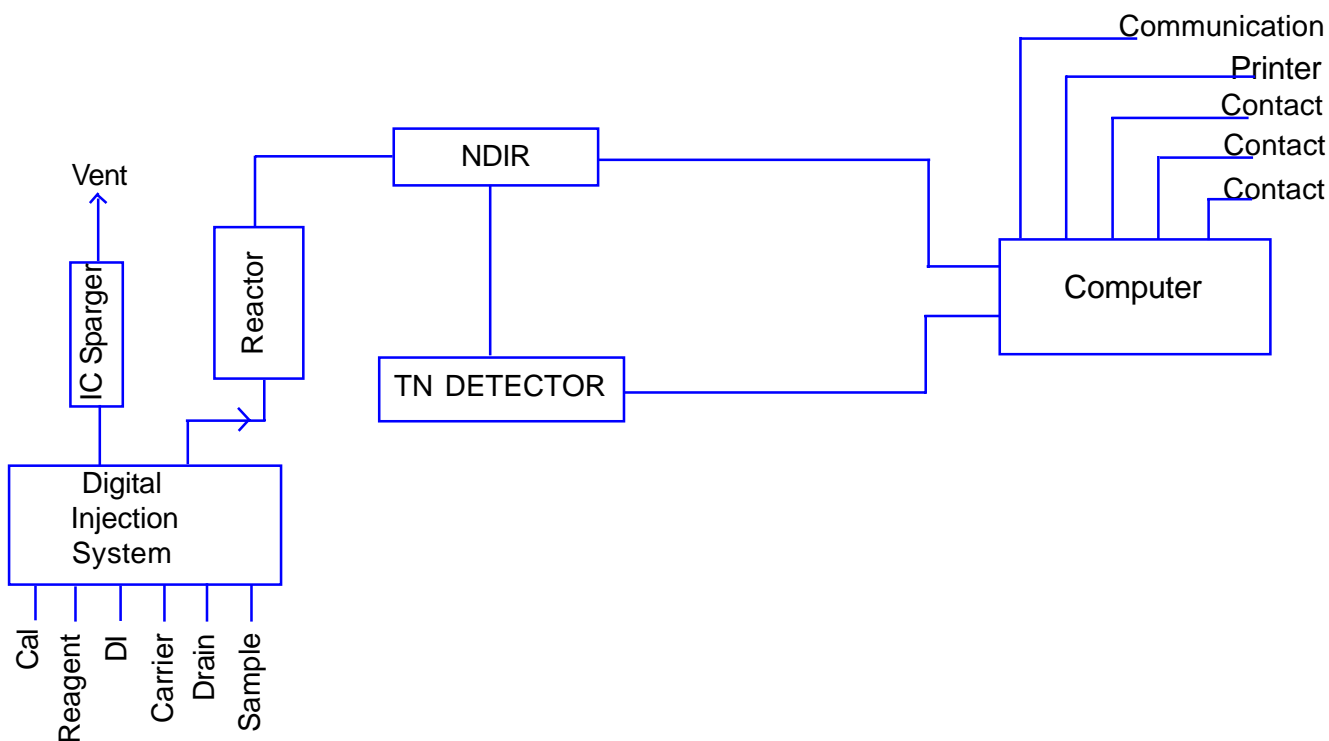 Communication
Printer
Contact
Contact
Contact
NDIR
Vent
Reactor
IC Sparger
Computer
TN DETECTOR
Digital
Injection
System
Cal
Reagent
DI
Carrier
Drain
Sample